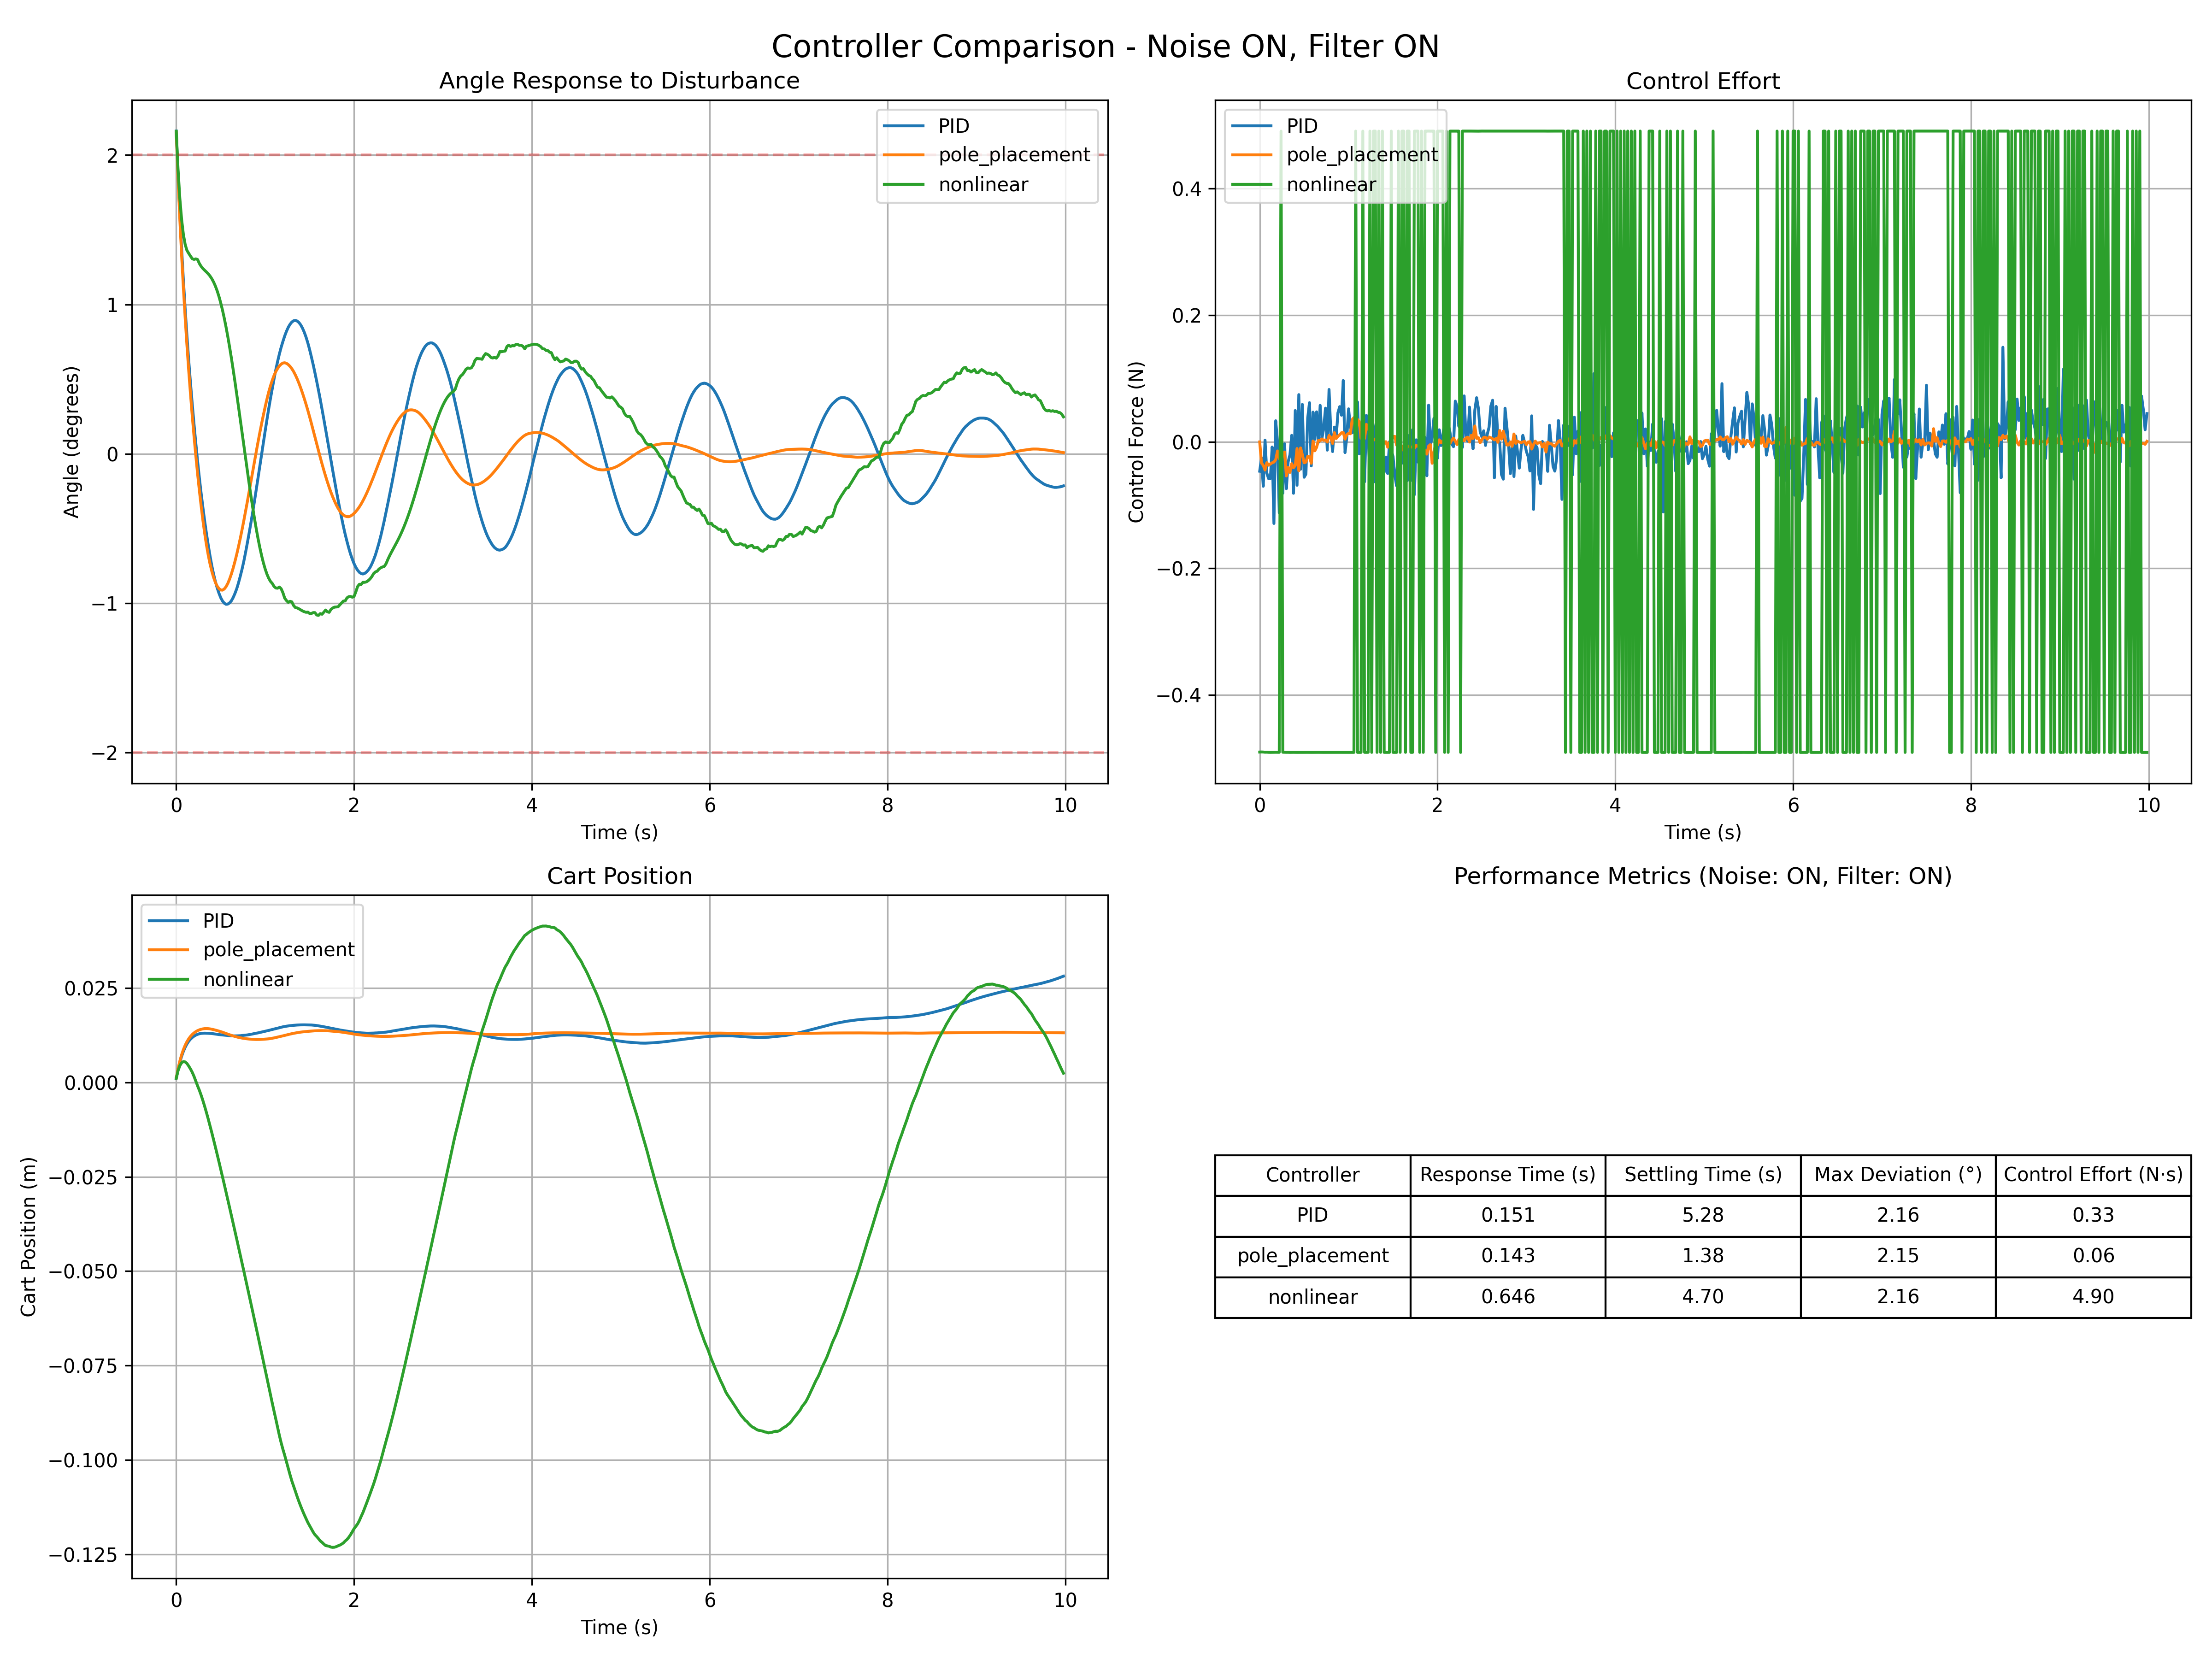 Controller Comparison - Noise ON, Filter ON
Angle Response to Disturbance
PID
pole_placement
nonlinear
2
1
0
−1
−2
Angle (degrees)
0 2 4 6 8 10
Time (s)
Control Effort
PID
pole_placement
nonlinear
0.4
0.2
0.0
−0.2
−0.4
Control Force (N)
0 2 4 6 8 10
Time (s)
Cart Position
PID
pole_placement
nonlinear
0.025
0.000
−0.025
−0.050
−0.075
−0.100
−0.125
Cart Position (m)
0 2 4 6 8 10
Time (s)
Performance Metrics (Noise: ON, Filter: ON)
Controller Response Time (s) Settling Time (s) Max Deviation (°) Control Effort (N·s)
PID 0.151 5.28 2.16 0.33
pole_placement 0.143 1.38 2.15 0.06
nonlinear 0.646 4.70 2.16 4.90